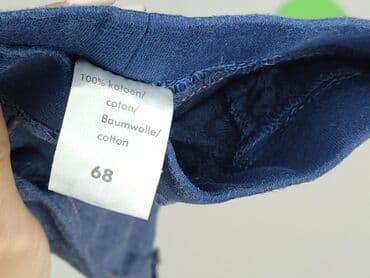 100% katoen/
coton/
Baumwolle/
cotton
68